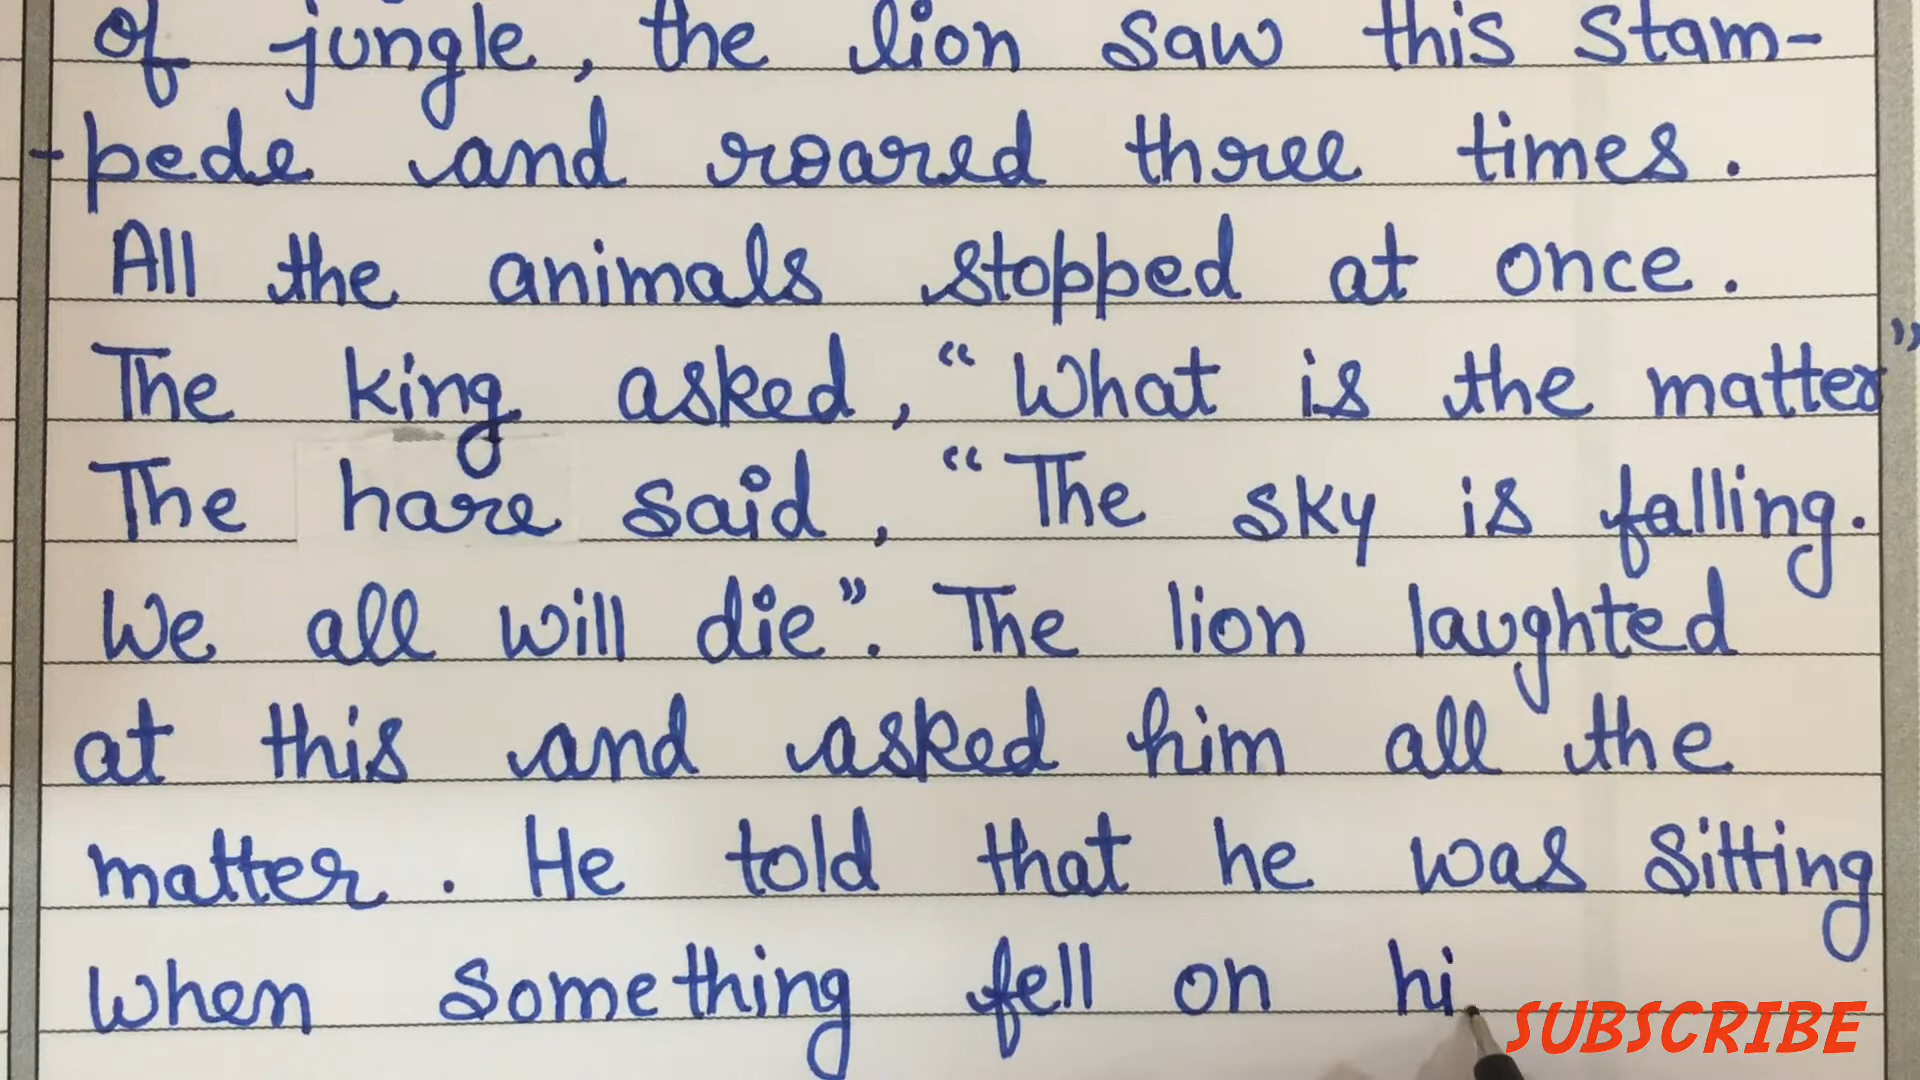 of jungle, the lion saw this stam-
-pede and roared three times.
All the animals stopped at once.
The king asked, "What is the matter"
The hare said, "The sky is falling.
We all will die". The lion laughted
at this and asked him all the
matter. He told that he was sitting
when something fell on hi
SUBSCRIBE